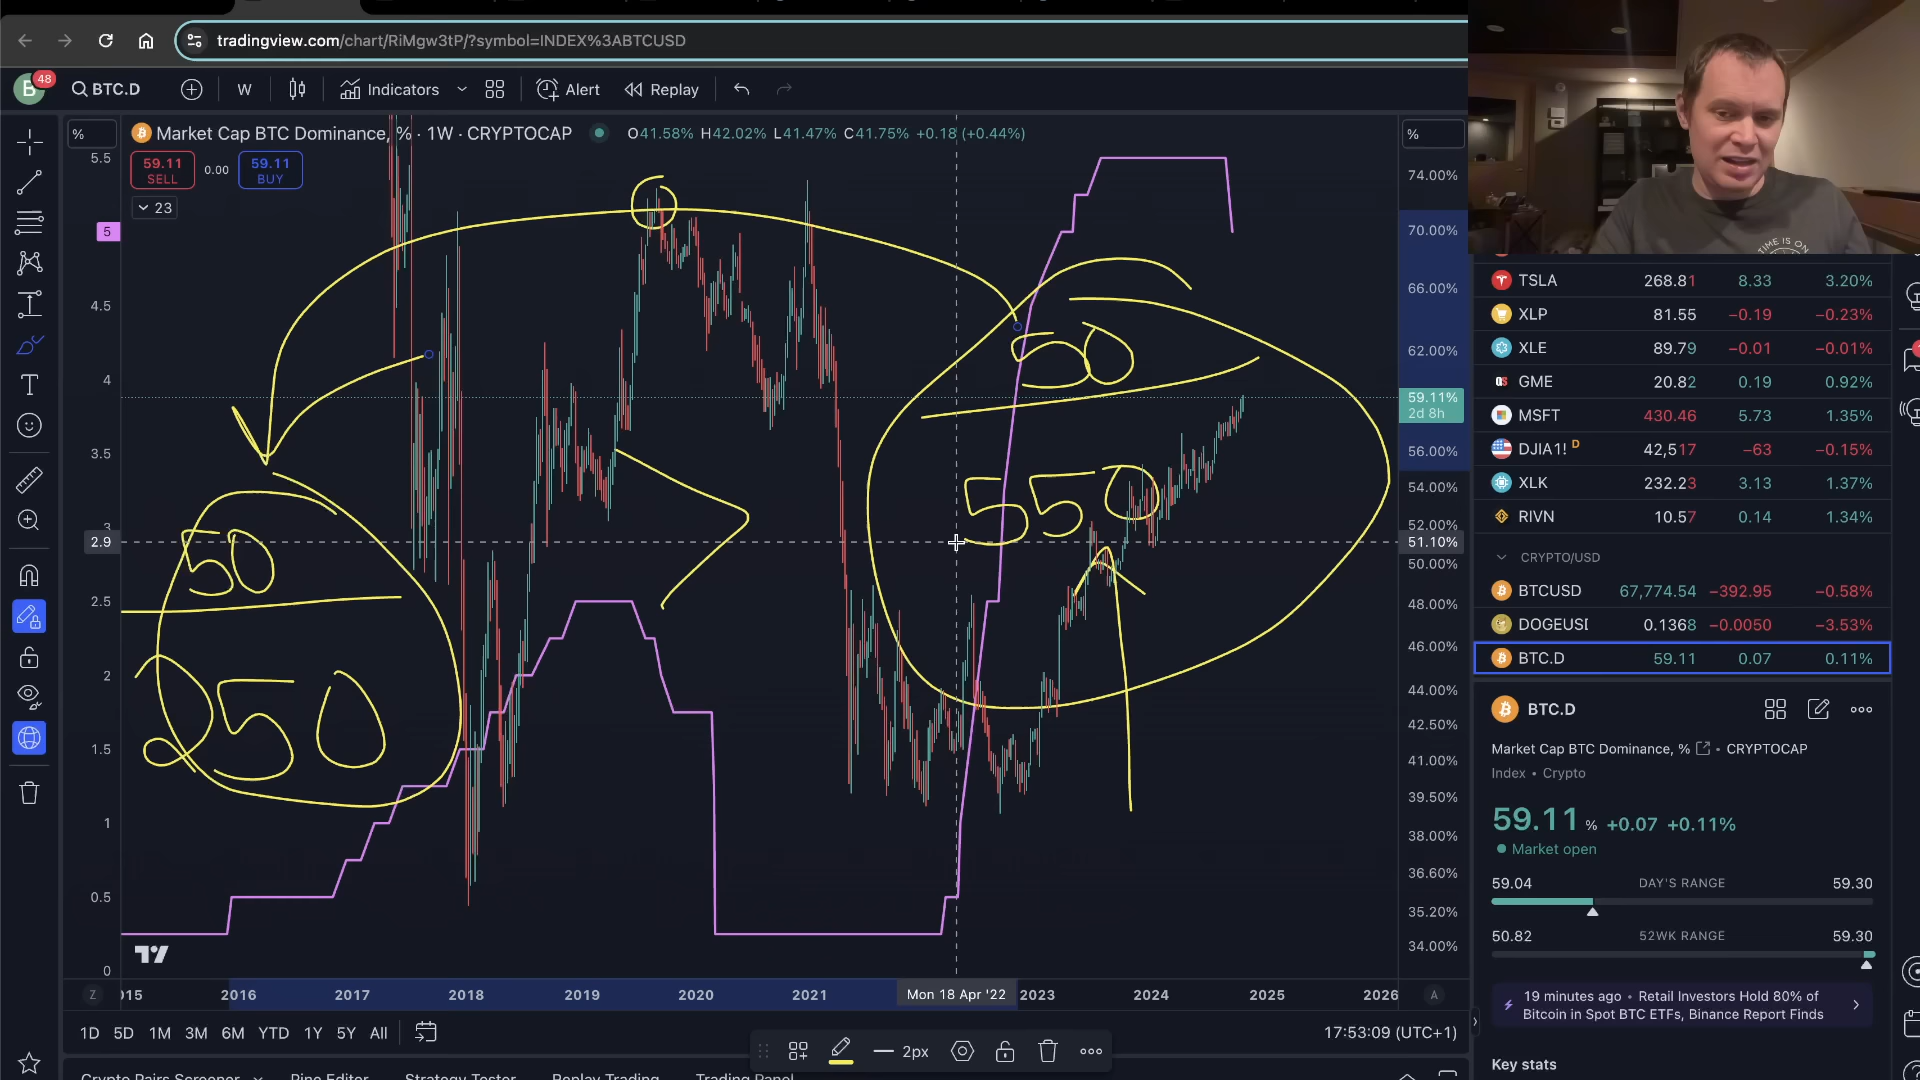 tradingview.com/chart/RiMgw3tP/?symbol=INDEX%3ABTCUSD
B 48 BTC.D W Indicators Alert Replay
% Market Cap BTC Dominance, % · 1W · CRYPTOCAP O41.58% H42.02% L41.47% C41.75% +0.18 (+0.44%) %
59.11 SELL 0.00 59.11 BUY
23
5.5
5
4.5
4
3.5
3
2.9
2.5
2
1.5
1
0.5
0
50
250
50
550
74.00%
70.00%
66.00%
62.00%
59.11%
2d 8h
56.00%
54.00%
52.00%
51.10%
50.00%
48.00%
46.00%
44.00%
42.50%
41.00%
39.50%
38.00%
36.60%
35.20%
34.00%
Z 2016 2017 2018 2019 2020 2021 Mon 18 Apr '22 2023 2024 2025 2026 A
1D 5D 1M 3M 6M YTD 1Y 5Y All 17:53:09 (UTC+1)
2px
Crypto Pairs Screener Pine Editor Strategy Tester Replay Trading Trading Panel
TIME IS ON
TSLA 268.81 8.33 3.20%
XLP 81.55 −0.19 −0.23%
XLE 89.79 −0.01 −0.01%
GME 20.82 0.19 0.92%
MSFT 430.46 5.73 1.35%
DJIA1! D 42,517 −63 −0.15%
XLK 232.23 3.13 1.37%
RIVN 10.57 0.14 1.34%
CRYPTO/USD
BTCUSD 67,774.54 −392.95 −0.58%
DOGEUSI 0.1368 −0.0050 −3.53%
BTC.D 59.11 0.07 0.11%
BTC.D
Market Cap BTC Dominance, % • CRYPTOCAP
Index • Crypto
59.11 % +0.07 +0.11%
Market open
59.04 DAY'S RANGE 59.30
50.82 52WK RANGE 59.30
19 minutes ago • Retail Investors Hold 80% of
Bitcoin in Spot BTC ETFs, Binance Report Finds
Key stats